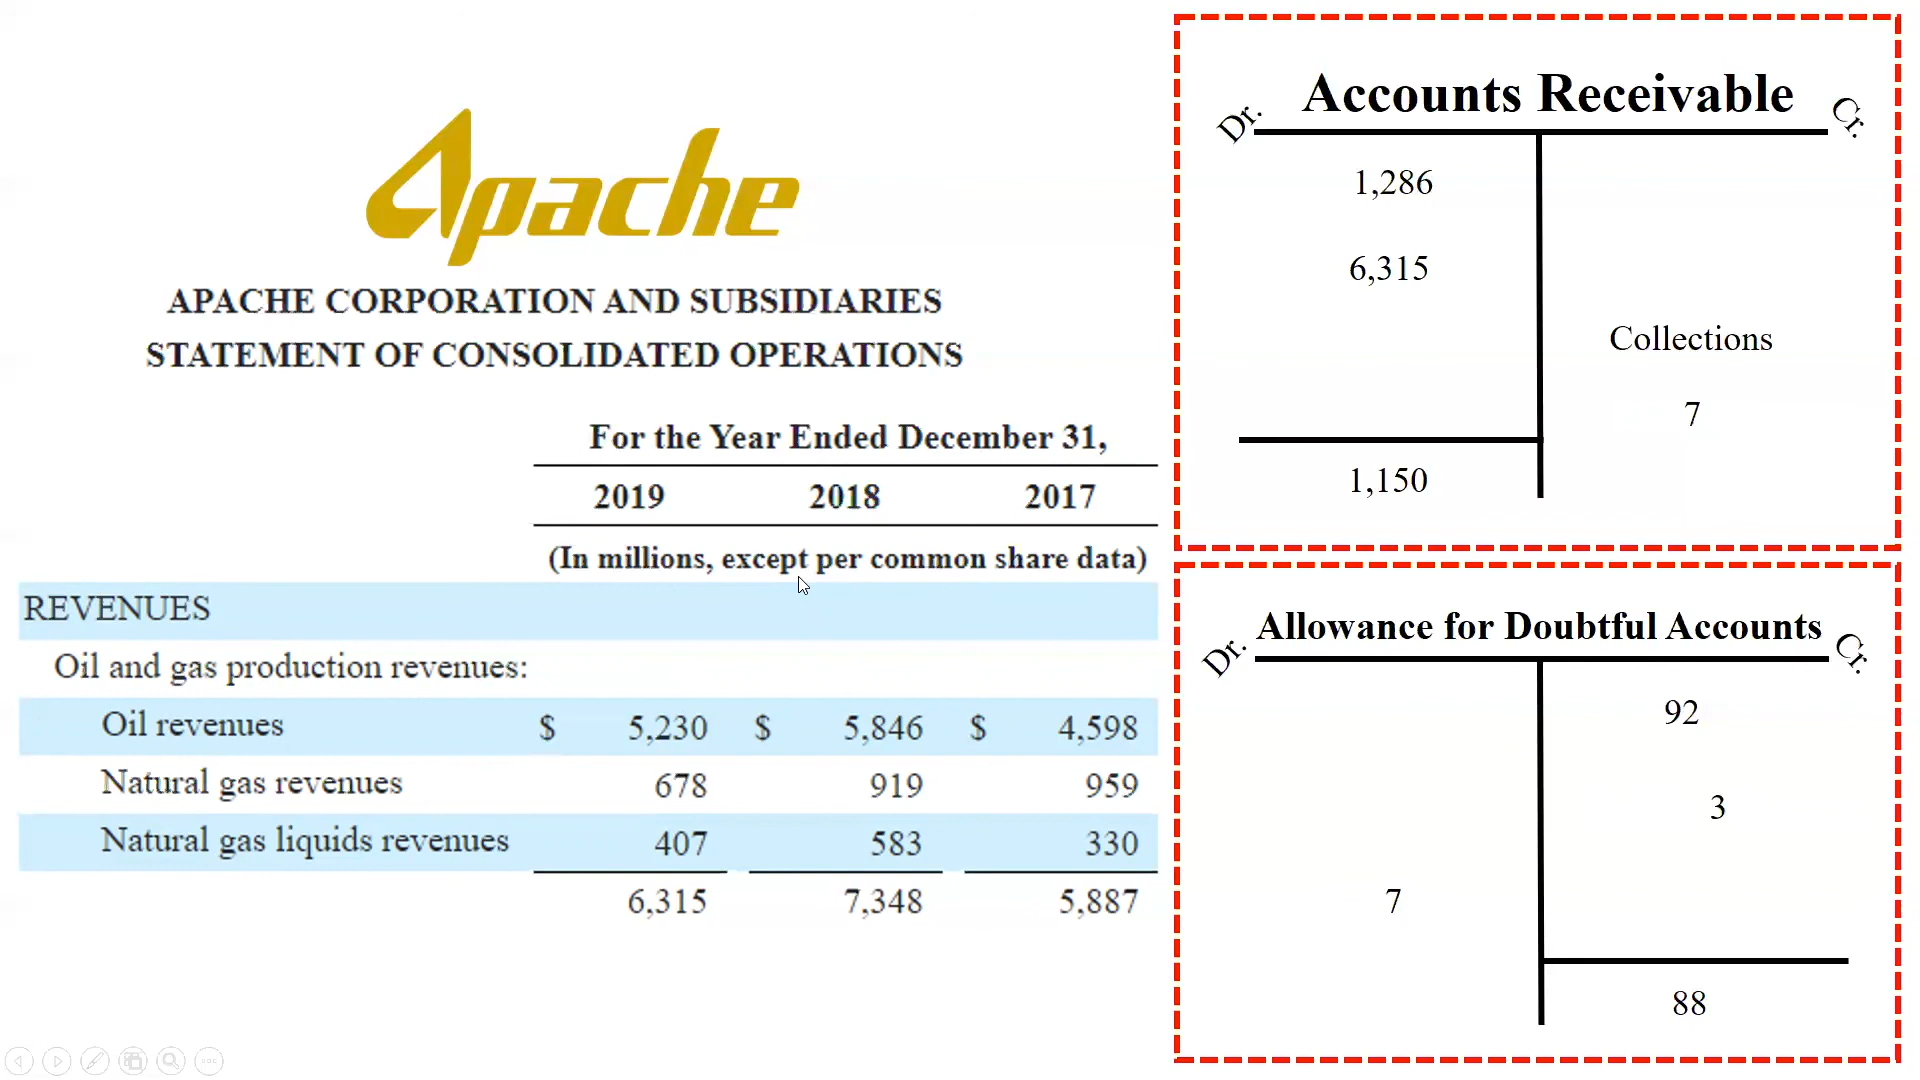 Apache
APACHE CORPORATION AND SUBSIDIARIES
STATEMENT OF CONSOLIDATED OPERATIONS
For the Year Ended December 31,
2019 2018 2017
(In millions, except per common share data)
REVENUES
Oil and gas production revenues:
Oil revenues $ 5,230 $ 5,846 $ 4,598
Natural gas revenues 678 919 959
Natural gas liquids revenues 407 583 330
6,315 7,348 5,887
Accounts Receivable
Dr. Cr.
1,286
6,315
Collections
7
1,150
Allowance for Doubtful Accounts
Dr. Cr.
92
3
7
88